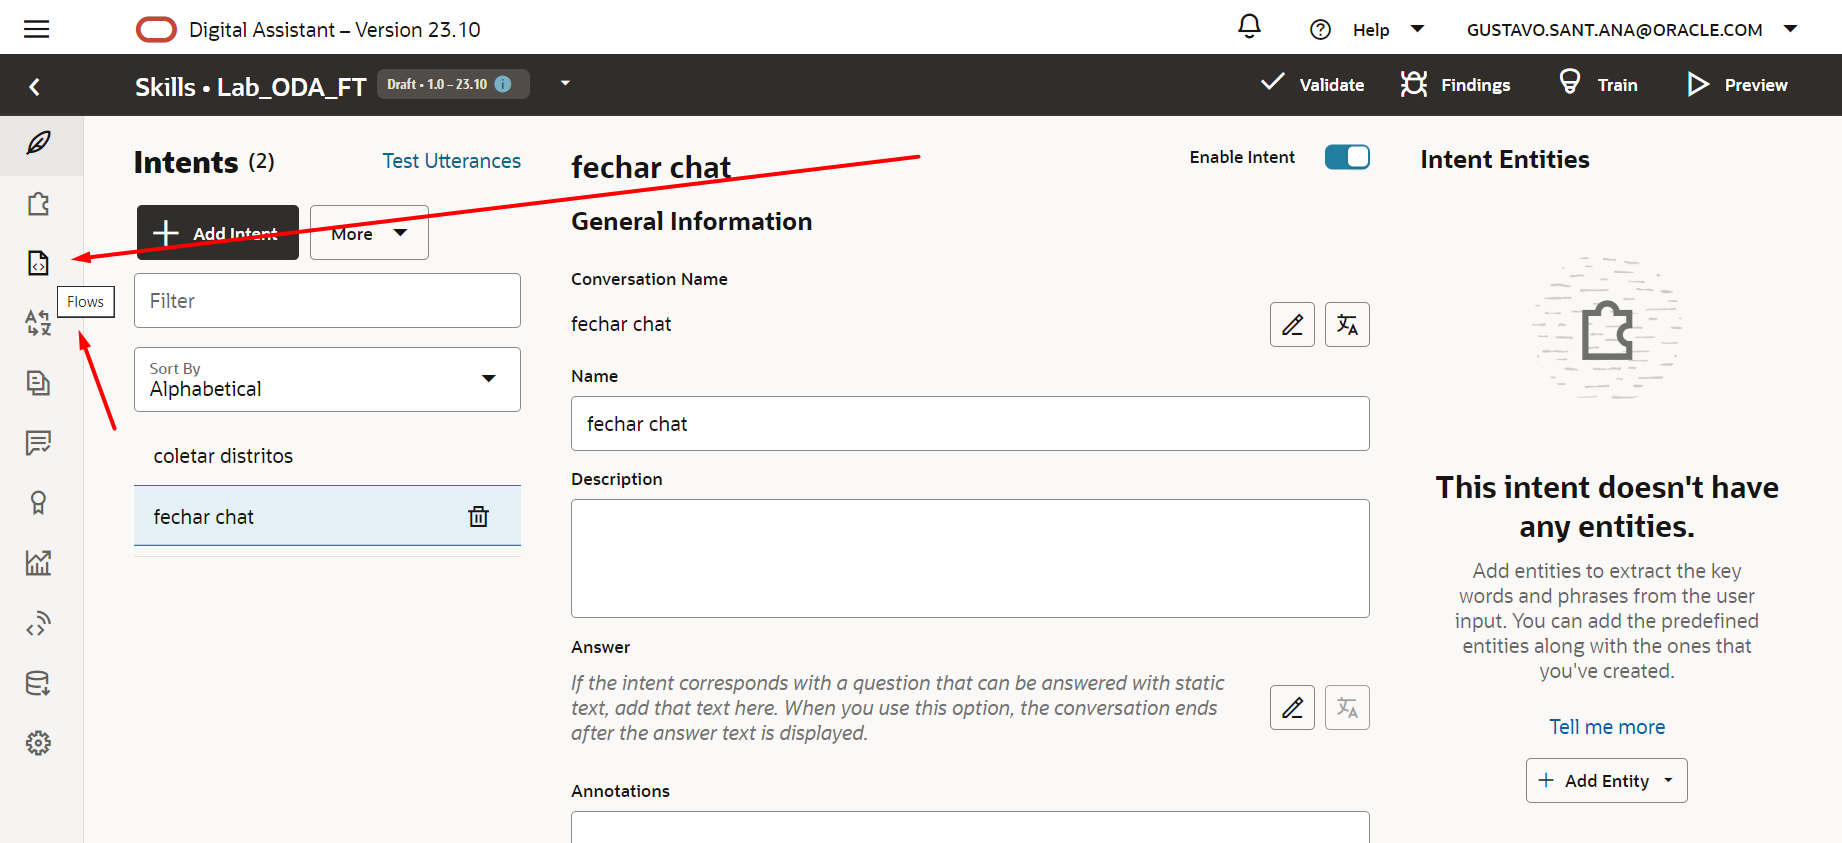 Digital Assistant – Version 23.10
Help
GUSTAVO.SANT.ANA@ORACLE.COM
Skills • Lab_ODA_FT
Draft • 1.0 – 23.10
Validate
Findings
Train
Preview
Intents (2)
Test Utterances
Add Intent
More
Flows
Filter
Sort By
Alphabetical
coletar distritos
fechar chat
fechar chat
Enable Intent
General Information
Conversation Name
fechar chat
Name
fechar chat
Description
Answer
If the intent corresponds with a question that can be answered with static
text, add that text here. When you use this option, the conversation ends
after the answer text is displayed.
Annotations
Intent Entities
This intent doesn't have
any entities.
Add entities to extract the key
words and phrases from the user
input. You can add the predefined
entities along with the ones that
you've created.
Tell me more
Add Entity